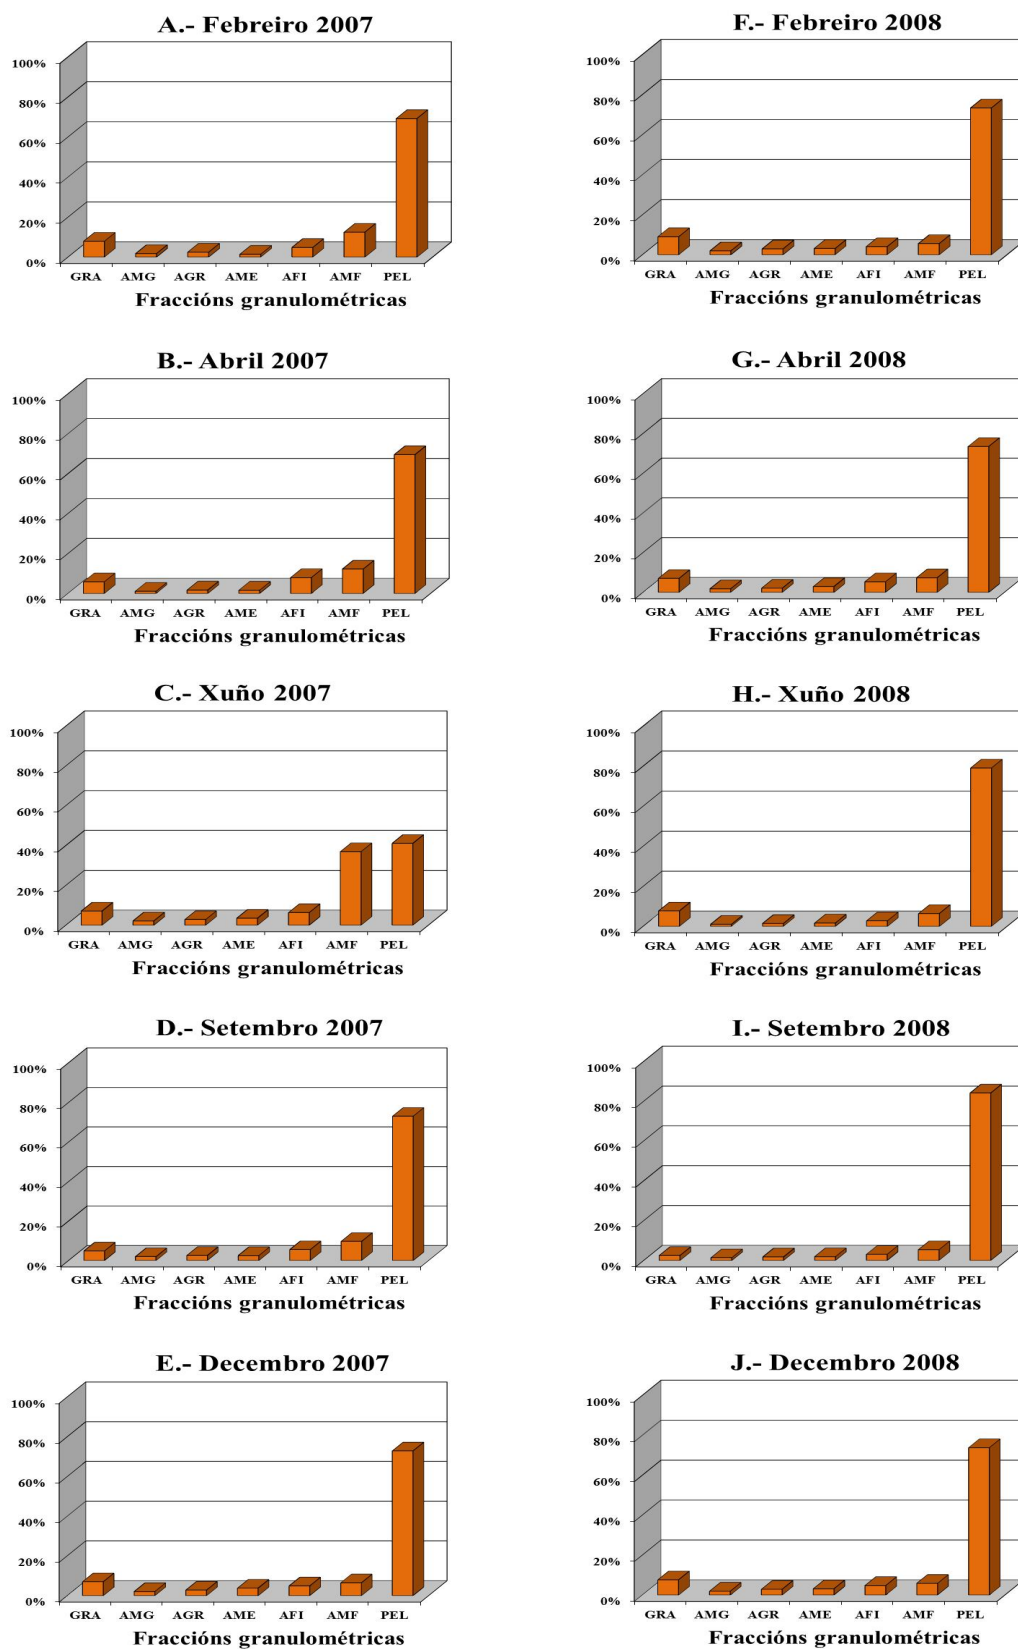 A.- Febreiro 2007
100%
80%
60%
40%
20%
0%
GRA AMG AGR AME AFI AMF PEL
Fraccións granulométricas
B.- Abril 2007
100%
80%
60%
40%
20%
0%
GRA AMG AGR AME AFI AMF PEL
Fraccións granulométricas
C.- Xuño 2007
100%
80%
60%
40%
20%
0%
GRA AMG AGR AME AFI AMF PEL
Fraccións granulométricas
D.- Setembro 2007
100%
80%
60%
40%
20%
0%
GRA AMG AGR AME AFI AMF PEL
Fraccións granulométricas
E.- Decembro 2007
100%
80%
60%
40%
20%
0%
GRA AMG AGR AME AFI AMF PEL
Fraccións granulométricas
F.- Febreiro 2008
100%
80%
60%
40%
20%
0%
GRA AMG AGR AME AFI AMF PEL
Fraccións granulométricas
G.- Abril 2008
100%
80%
60%
40%
20%
0%
GRA AMG AGR AME AFI AMF PEL
Fraccións granulométricas
H.- Xuño 2008
100%
80%
60%
40%
20%
0%
GRA AMG AGR AME AFI AMF PEL
Fraccións granulométricas
I.- Setembro 2008
100%
80%
60%
40%
20%
0%
GRA AMG AGR AME AFI AMF PEL
Fraccións granulométricas
J.- Decembro 2008
100%
80%
60%
40%
20%
0%
GRA AMG AGR AME AFI AMF PEL
Fraccións granulométricas